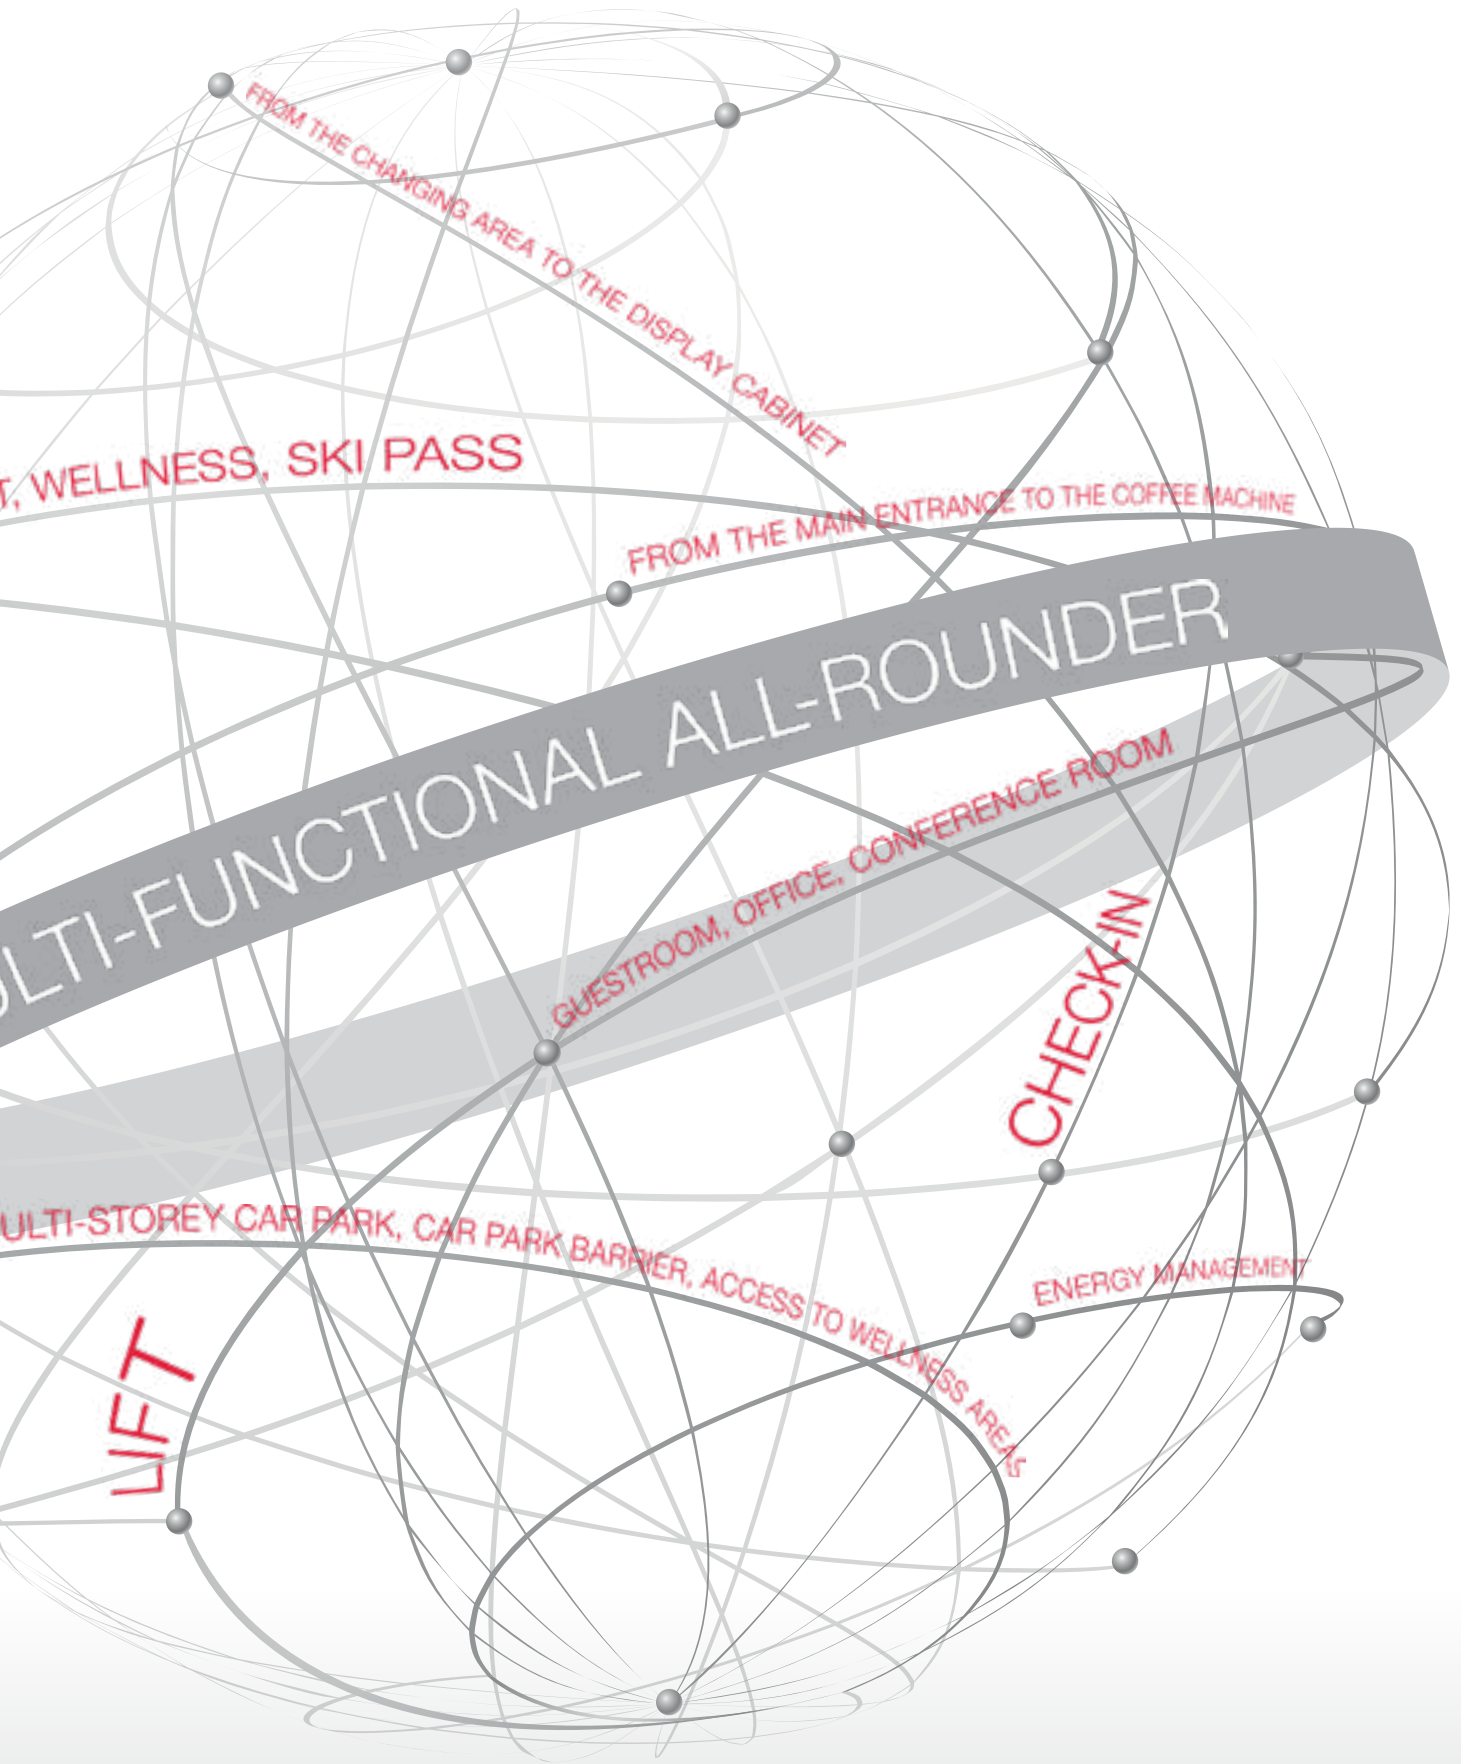 FROM THE CHANGING AREA TO THE DISPLAY CABINET
T, WELLNESS, SKI PASS
FROM THE MAIN ENTRANCE TO THE COFFEE MACHINE
ULTI-FUNCTIONAL ALL-ROUNDER
GUESTROOM, OFFICE, CONFERENCE ROOM
CHECK-IN
ULTI-STOREY CAR PARK, CAR PARK BARRIER, ACCESS TO WELLNESS AREAS
ENERGY MANAGEMENT
LIFT